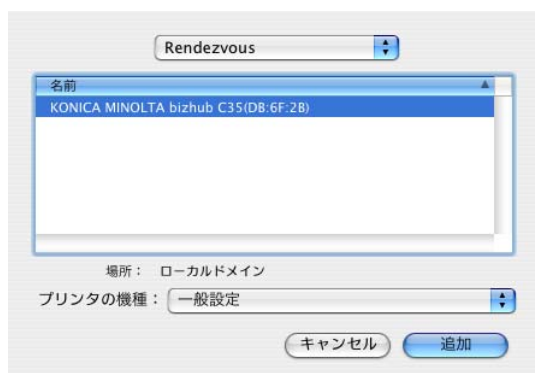 Rendezvous
名前
KONICA MINOLTA bizhub C35(DB:6F:2B)
場所： ローカルドメイン
プリンタの機種： 一般設定
キャンセル 追加